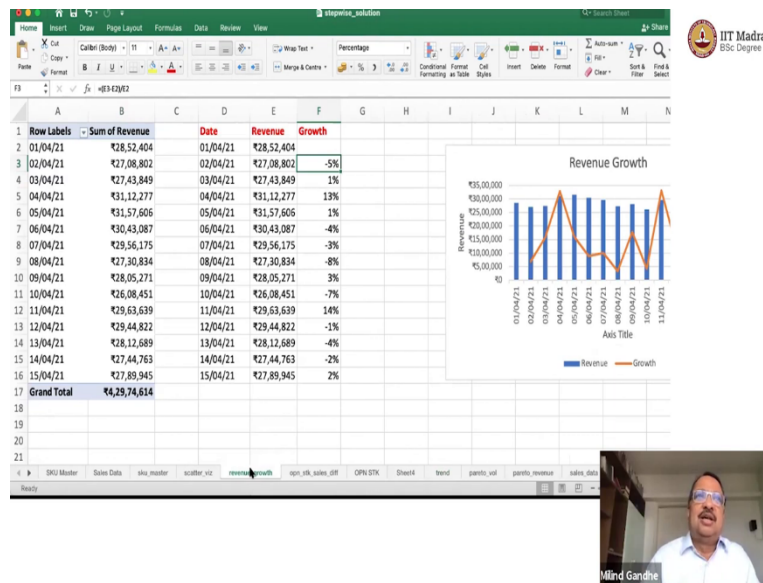 stepwise_solution
Search Sheet
Home Insert Draw Page Layout Formulas Data Review View
Share
IIT Madra
BSc Degree
Paste
Cut
Copy
Format
Calibri (Body) 11 A- A-
B I U
Wrap Text
Merge & Centre
Percentage
Conditional Formatting
Format as Table
Cell Styles
Insert Delete Format
Auto-sum
Fill
Clear
Sort & Filter
Find & Select
F3 fx =(E3-E2)/E2
A B C D E F G H I J K L M N
1 Row Labels Sum of Revenue Date Revenue Growth
2 01/04/21 ₹28,52,404 01/04/21 ₹28,52,404
3 02/04/21 ₹27,08,802 02/04/21 ₹27,08,802 -5%
4 03/04/21 ₹27,43,849 03/04/21 ₹27,43,849 1%
5 04/04/21 ₹31,12,277 04/04/21 ₹31,12,277 13%
6 05/04/21 ₹31,57,606 05/04/21 ₹31,57,606 1%
7 06/04/21 ₹30,43,087 06/04/21 ₹30,43,087 -4%
8 07/04/21 ₹29,56,175 07/04/21 ₹29,56,175 -3%
9 08/04/21 ₹27,30,834 08/04/21 ₹27,30,834 -8%
10 09/04/21 ₹28,05,271 09/04/21 ₹28,05,271 3%
11 10/04/21 ₹26,08,451 10/04/21 ₹26,08,451 -7%
12 11/04/21 ₹29,63,639 11/04/21 ₹29,63,639 14%
13 12/04/21 ₹29,44,822 12/04/21 ₹29,44,822 -1%
14 13/04/21 ₹28,12,689 13/04/21 ₹28,12,689 -4%
15 14/04/21 ₹27,44,763 14/04/21 ₹27,44,763 -2%
16 15/04/21 ₹27,89,945 15/04/21 ₹27,89,945 2%
17 Grand Total ₹4,29,74,614
18
19
20
21
Revenue Growth
Revenue
₹35,00,000
₹30,00,000
₹25,00,000
₹20,00,000
₹15,00,000
₹10,00,000
₹5,00,000
₹0
01/04/21
02/04/21
03/04/21
04/04/21
05/04/21
06/04/21
07/04/21
08/04/21
09/04/21
10/04/21
11/04/21
Axis Title
Revenue Growth
SKU Master Sales Data sku_master scatter_viz revenue_growth opn_stk_sales_diff OPN STK Sheet4 trend pareto_vol pareto_revenue sales_data
Ready
Milind Gandhe